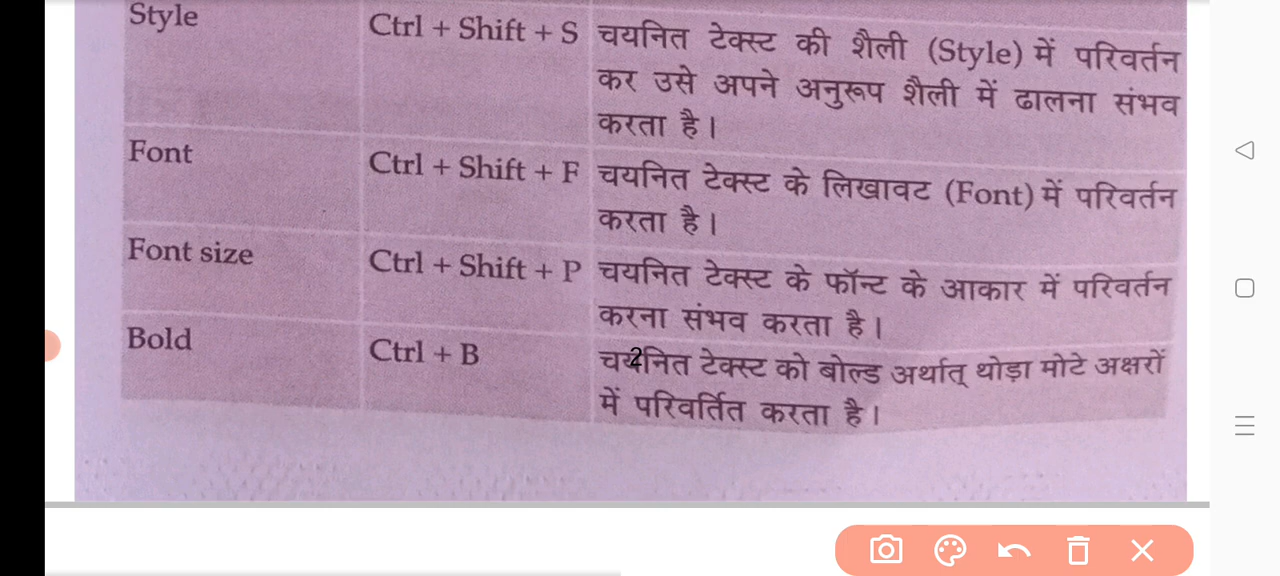 Style Ctrl + Shift + S चयनित टेक्स्ट की शैली (Style) में परिवर्तन
कर उसे अपने अनुरूप शैली में ढालना संभव
करता है।
Font Ctrl + Shift + F चयनित टेक्स्ट के लिखावट (Font) में परिवर्तन
करता है।
Font size Ctrl + Shift + P चयनित टेक्स्ट के फॉन्ट के आकार में परिवर्तन
करना संभव करता है।
Bold Ctrl + B चयनित टेक्स्ट को बोल्ड अर्थात् थोड़ा मोटे अक्षरों
में परिवर्तित करता है।
2